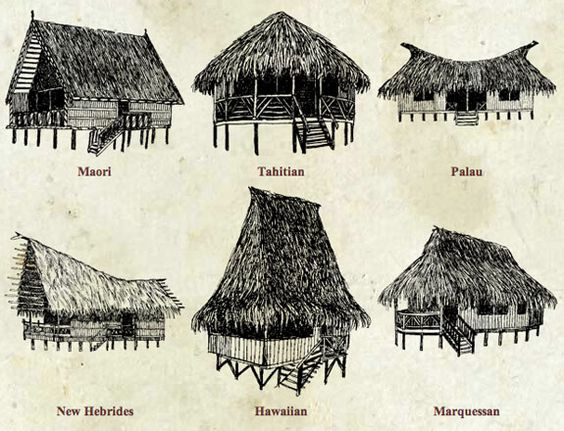 Maori
Tahitian
Palau
New Hebrides
Hawaiian
Marquessan